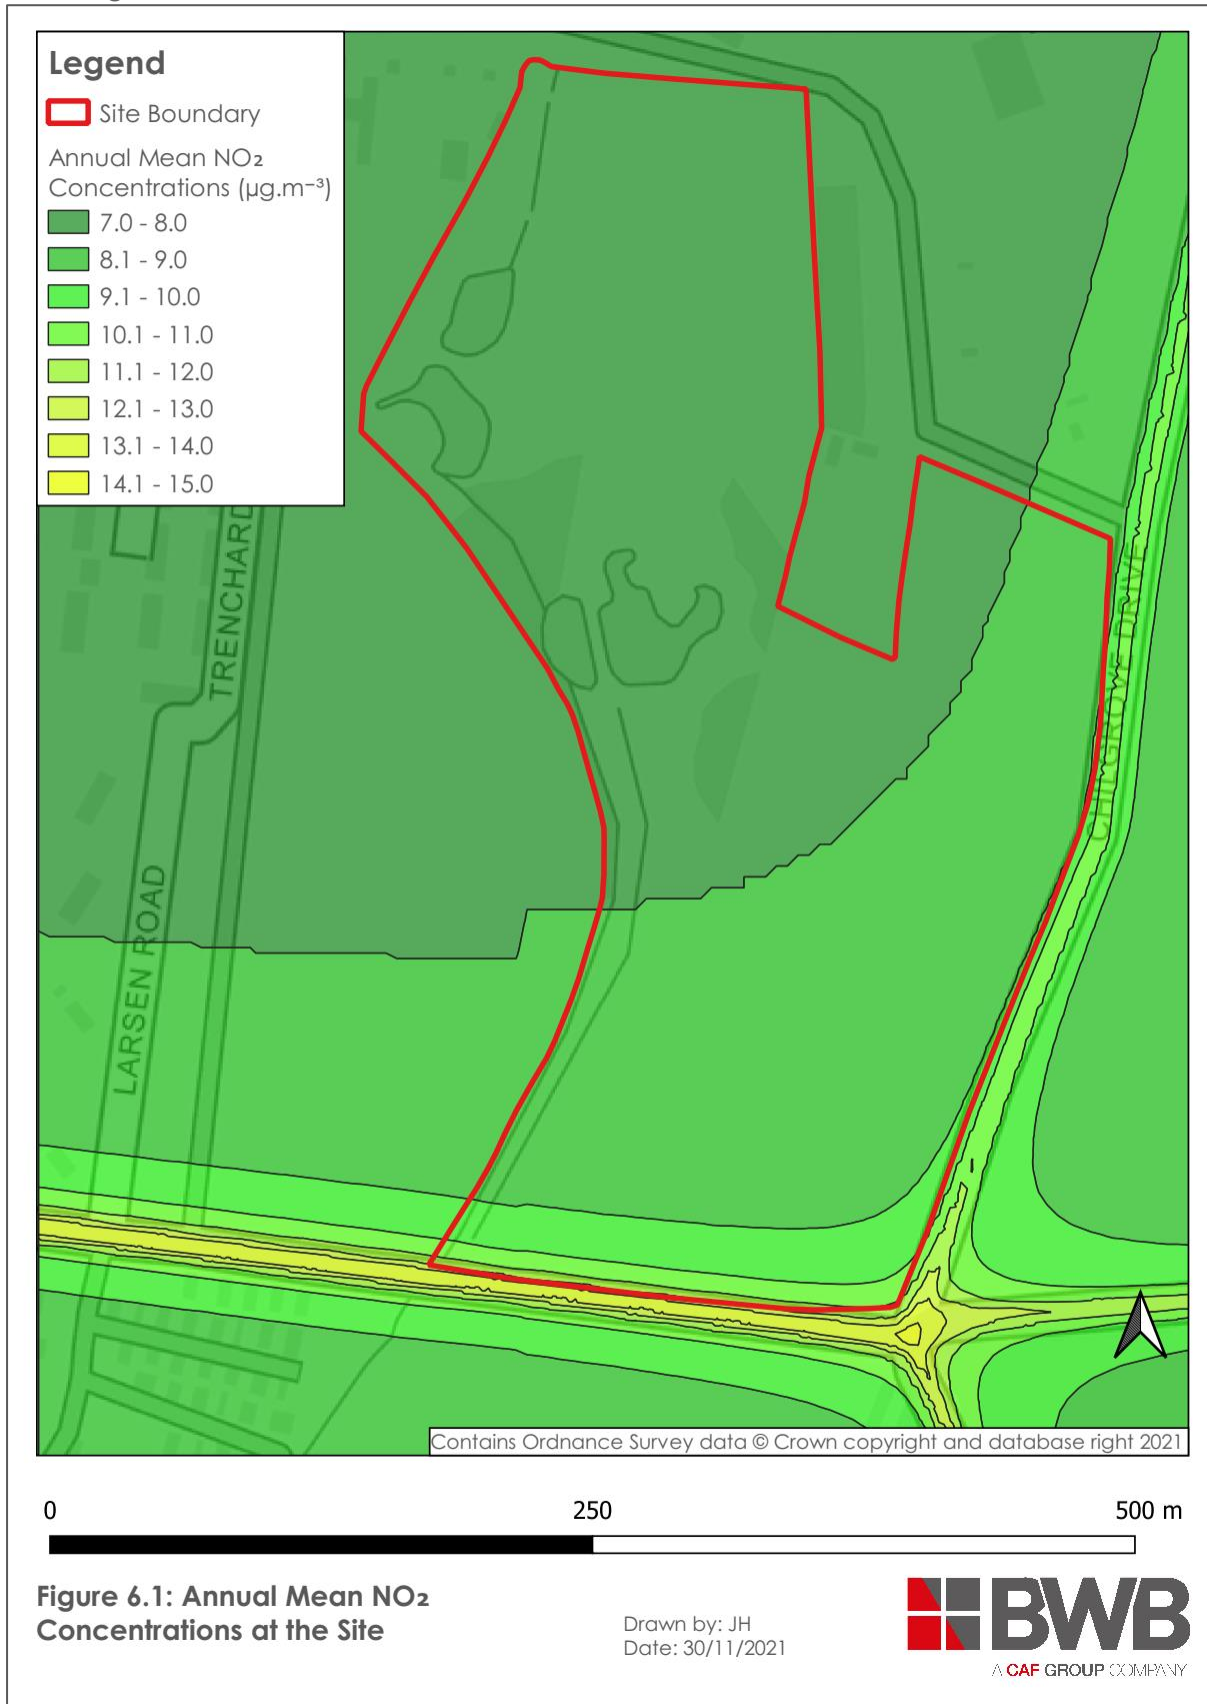 Legend
Site Boundary
Annual Mean NO₂
Concentrations (µg.m⁻³)
7.0 - 8.0
8.1 - 9.0
9.1 - 10.0
10.1 - 11.0
11.1 - 12.0
12.1 - 13.0
13.1 - 14.0
14.1 - 15.0
TRENCHARD
LARSEN ROAD
CHILGROVE DRIVE
Contains Ordnance Survey data © Crown copyright and database right 2021
0 250 500 m
Figure 6.1: Annual Mean NO₂
Concentrations at the Site
Drawn by: JH
Date: 30/11/2021
BWB
A CAF GROUP COMPANY